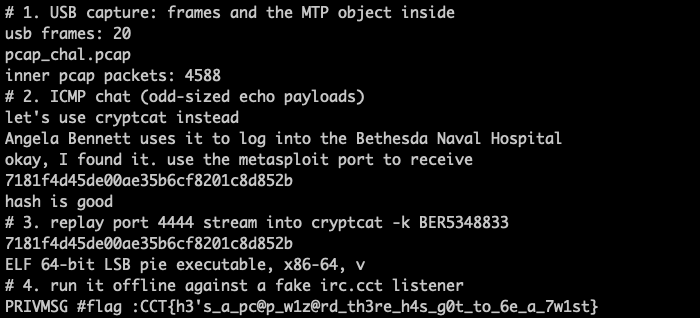 # 1. USB capture: frames and the MTP object inside
usb frames: 20
pcap_chal.pcap
inner pcap packets: 4588
# 2. ICMP chat (odd-sized echo payloads)
let's use cryptcat instead
Angela Bennett uses it to log into the Bethesda Naval Hospital
okay, I found it. use the metasploit port to receive
7181f4d45de00ae35b6cf8201c8d852b
hash is good
# 3. replay port 4444 stream into cryptcat -k BER5348833
7181f4d45de00ae35b6cf8201c8d852b
ELF 64-bit LSB pie executable, x86-64, v
# 4. run it offline against a fake irc.cct listener
PRIVMSG #flag :CCT{h3's_a_pc@p_w1z@rd_th3re_h4s_g0t_to_6e_a_7w1st}